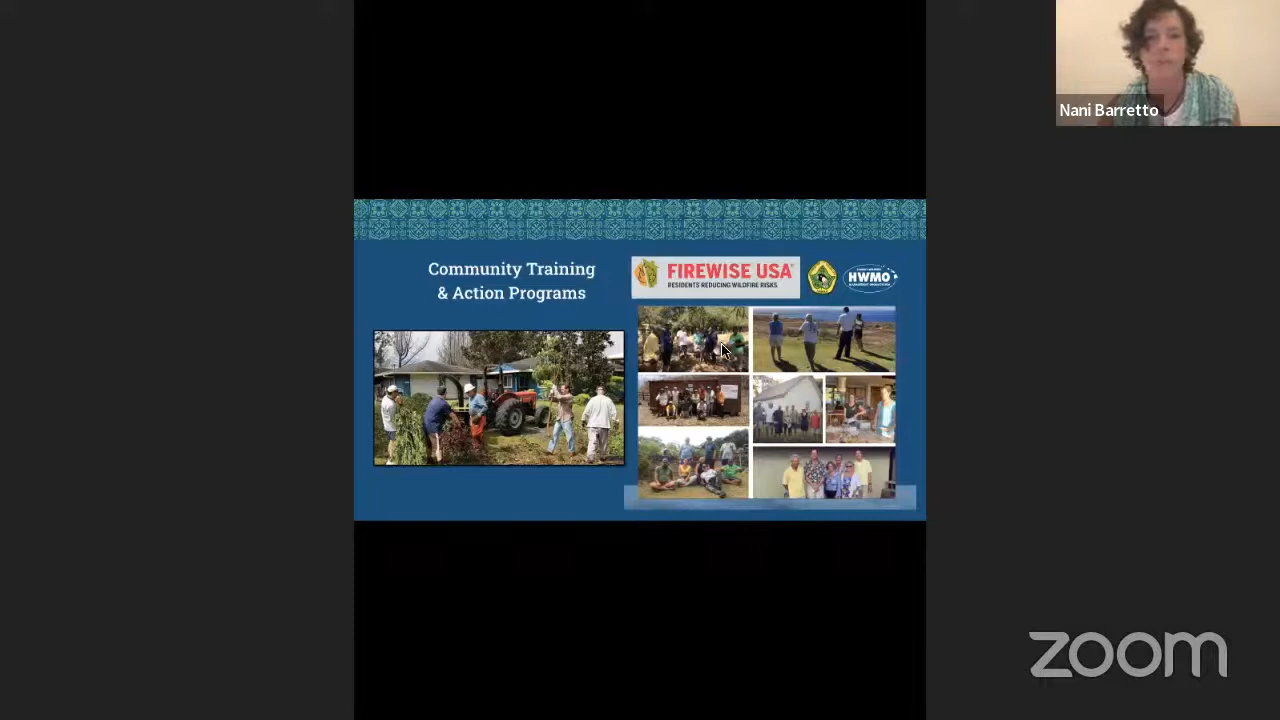 Nani Barretto
Community Training
& Action Programs
FIREWISE USA
RESIDENTS REDUCING WILDFIRE RISKS
HWMO
zoom